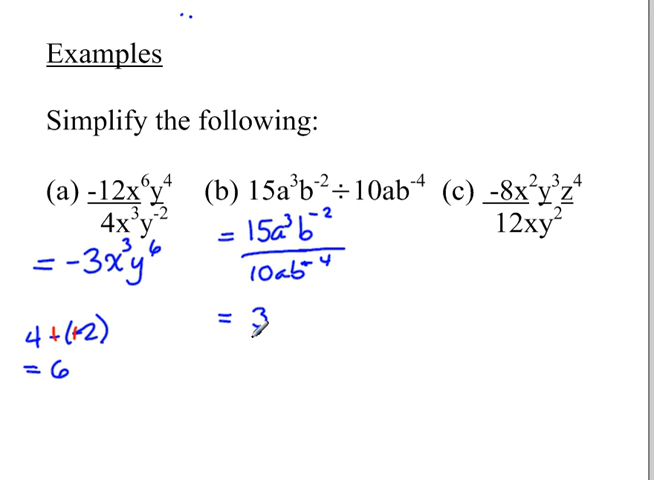 Examples
Simplify the following:
(a) -12x⁶y⁴ (b) 15a³b⁻² ÷ 10ab⁻⁴ (c) -8x²y³z⁴
4x³y⁻² 12xy²
= -3x³y⁶ = 15a³b⁻²
10ab⁻⁴
4+(+2) = 3
= 6